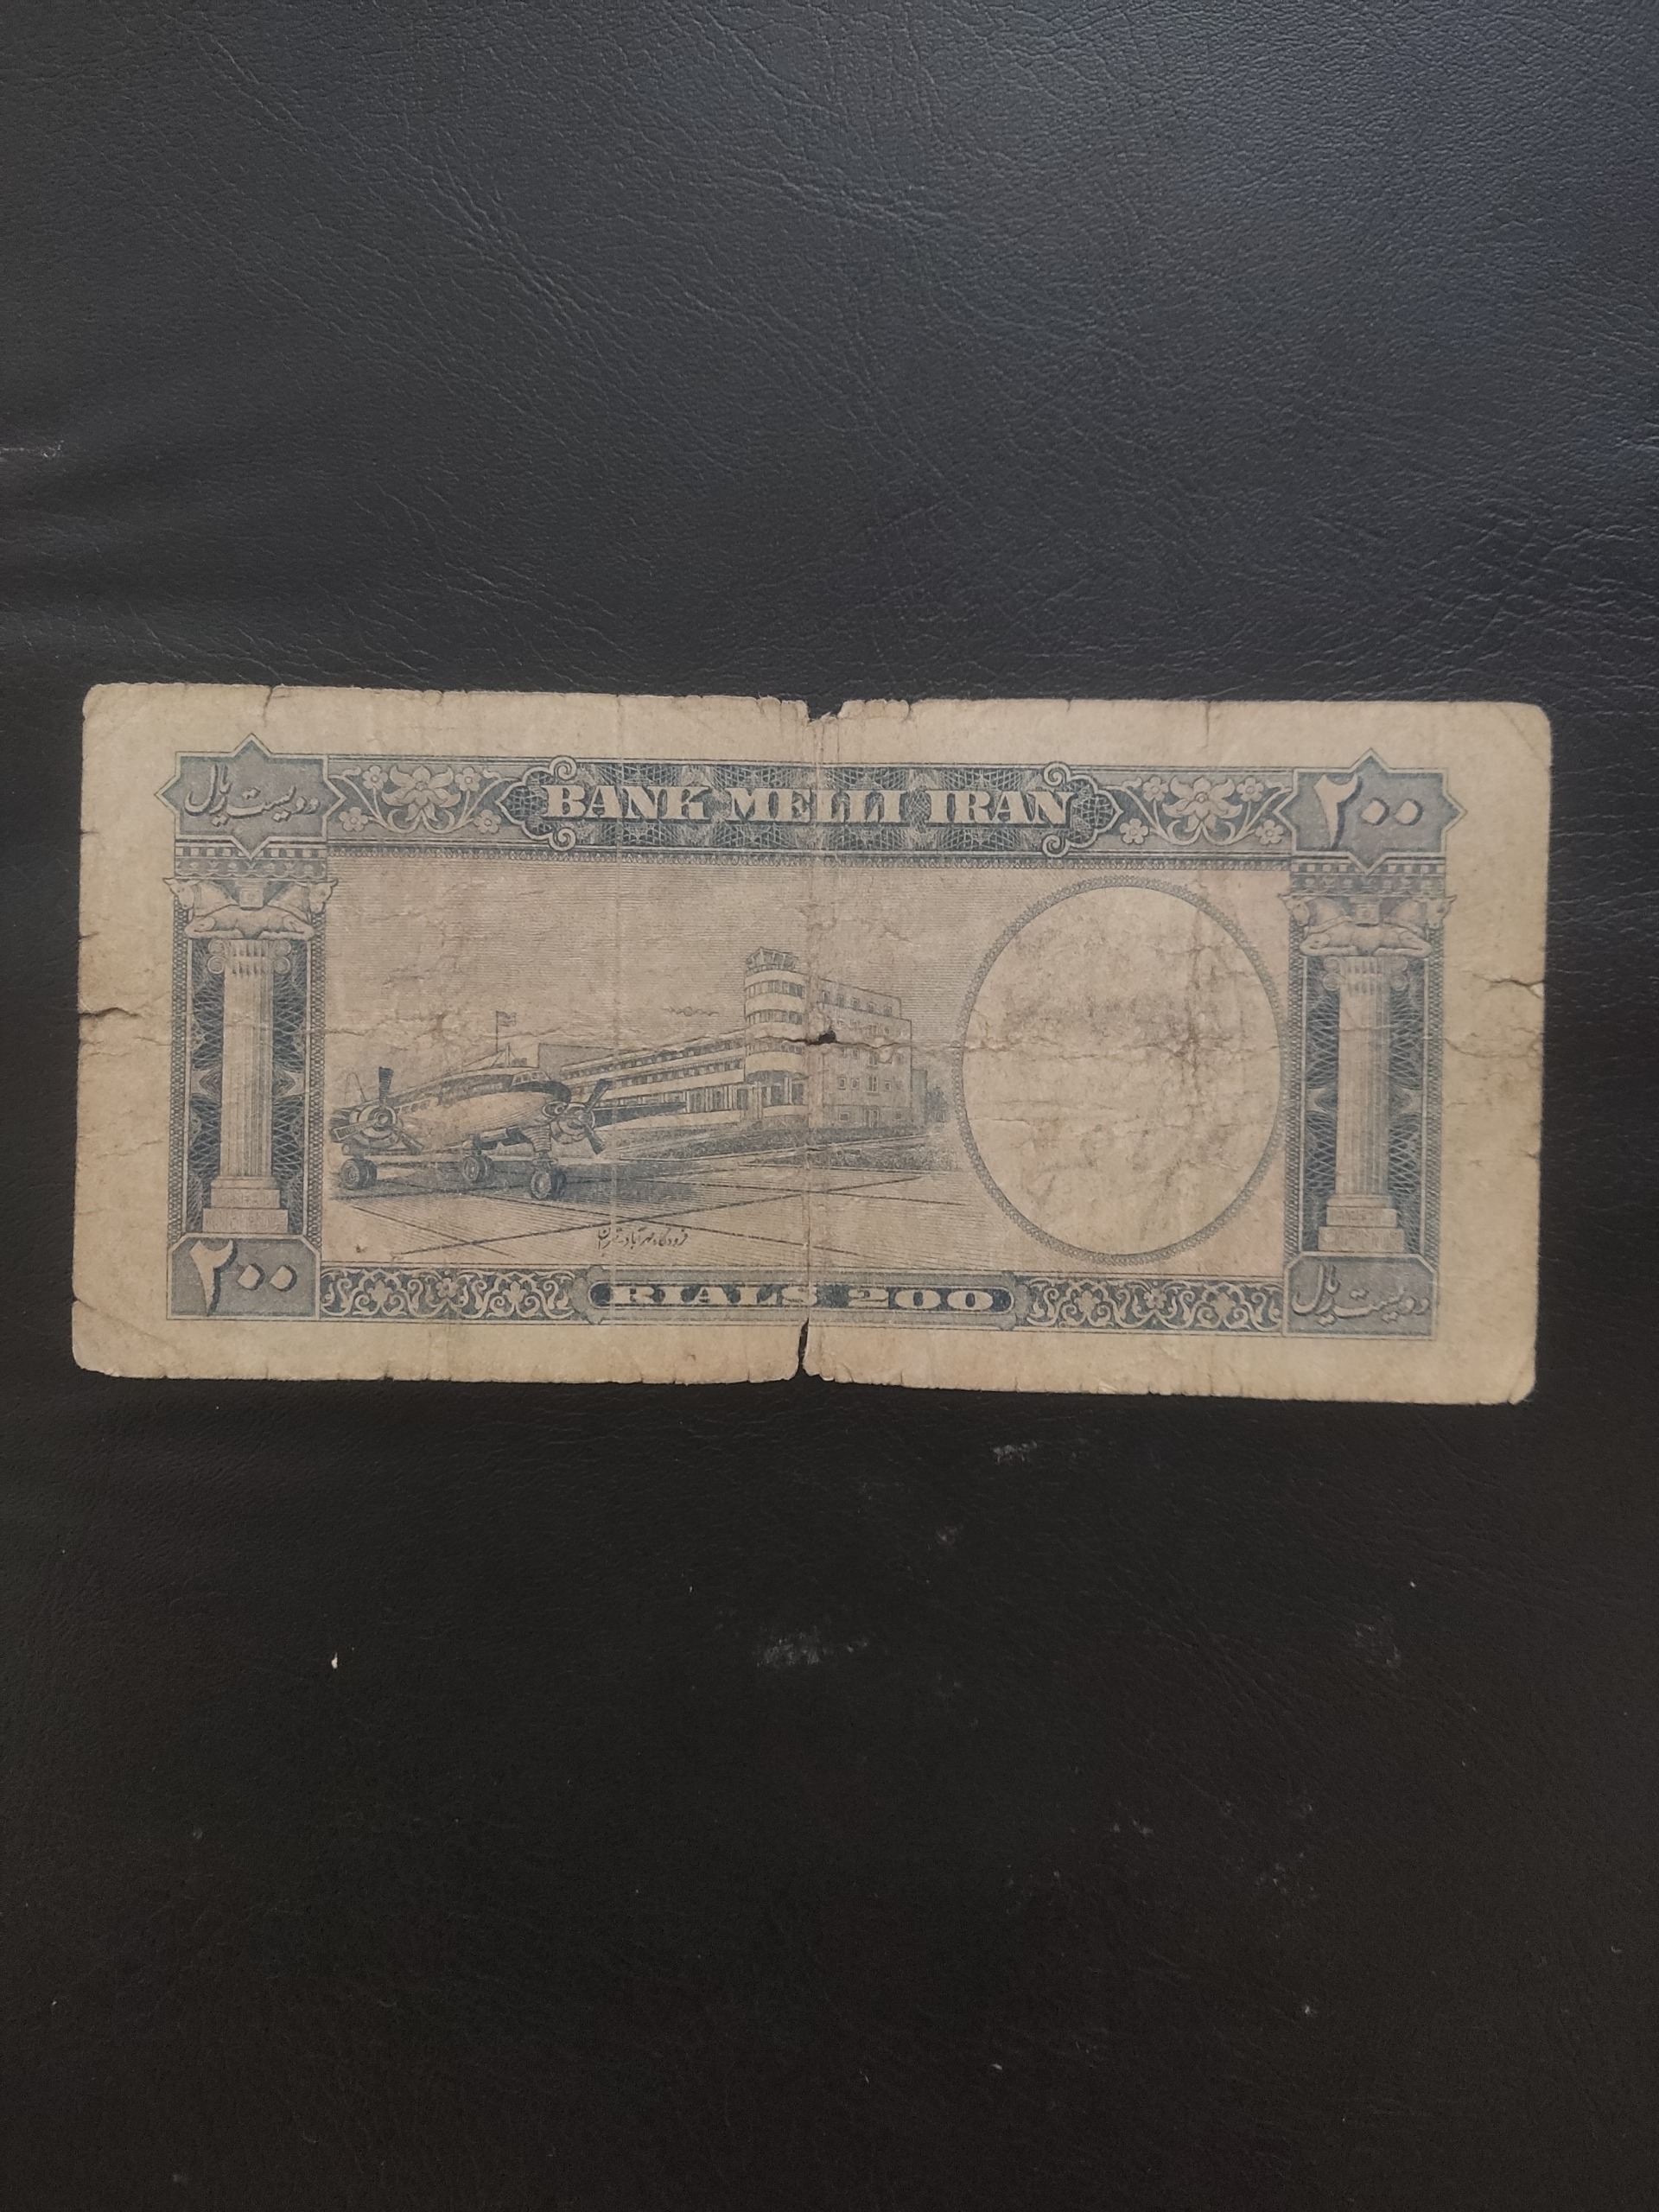 دویست ریال
BANK MELLI IRAN
۲۰۰
فرودگاه مهرآباد - تهران
۲۰۰
RIALS 200
دویست ریال